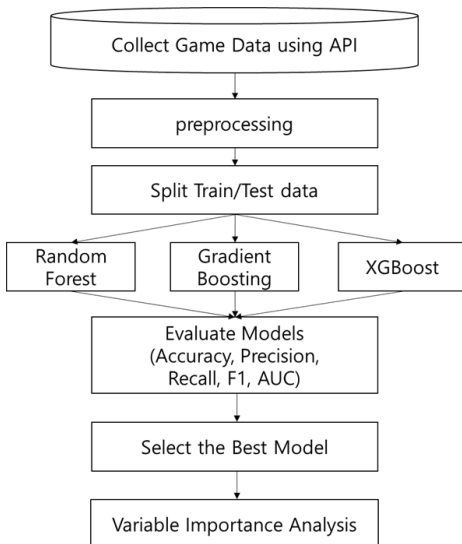 Collect Game Data using API
preprocessing
Split Train/Test data
Random
Forest
Gradient
Boosting
XGBoost
Evaluate Models
(Accuracy, Precision,
Recall, F1, AUC)
Select the Best Model
Variable Importance Analysis